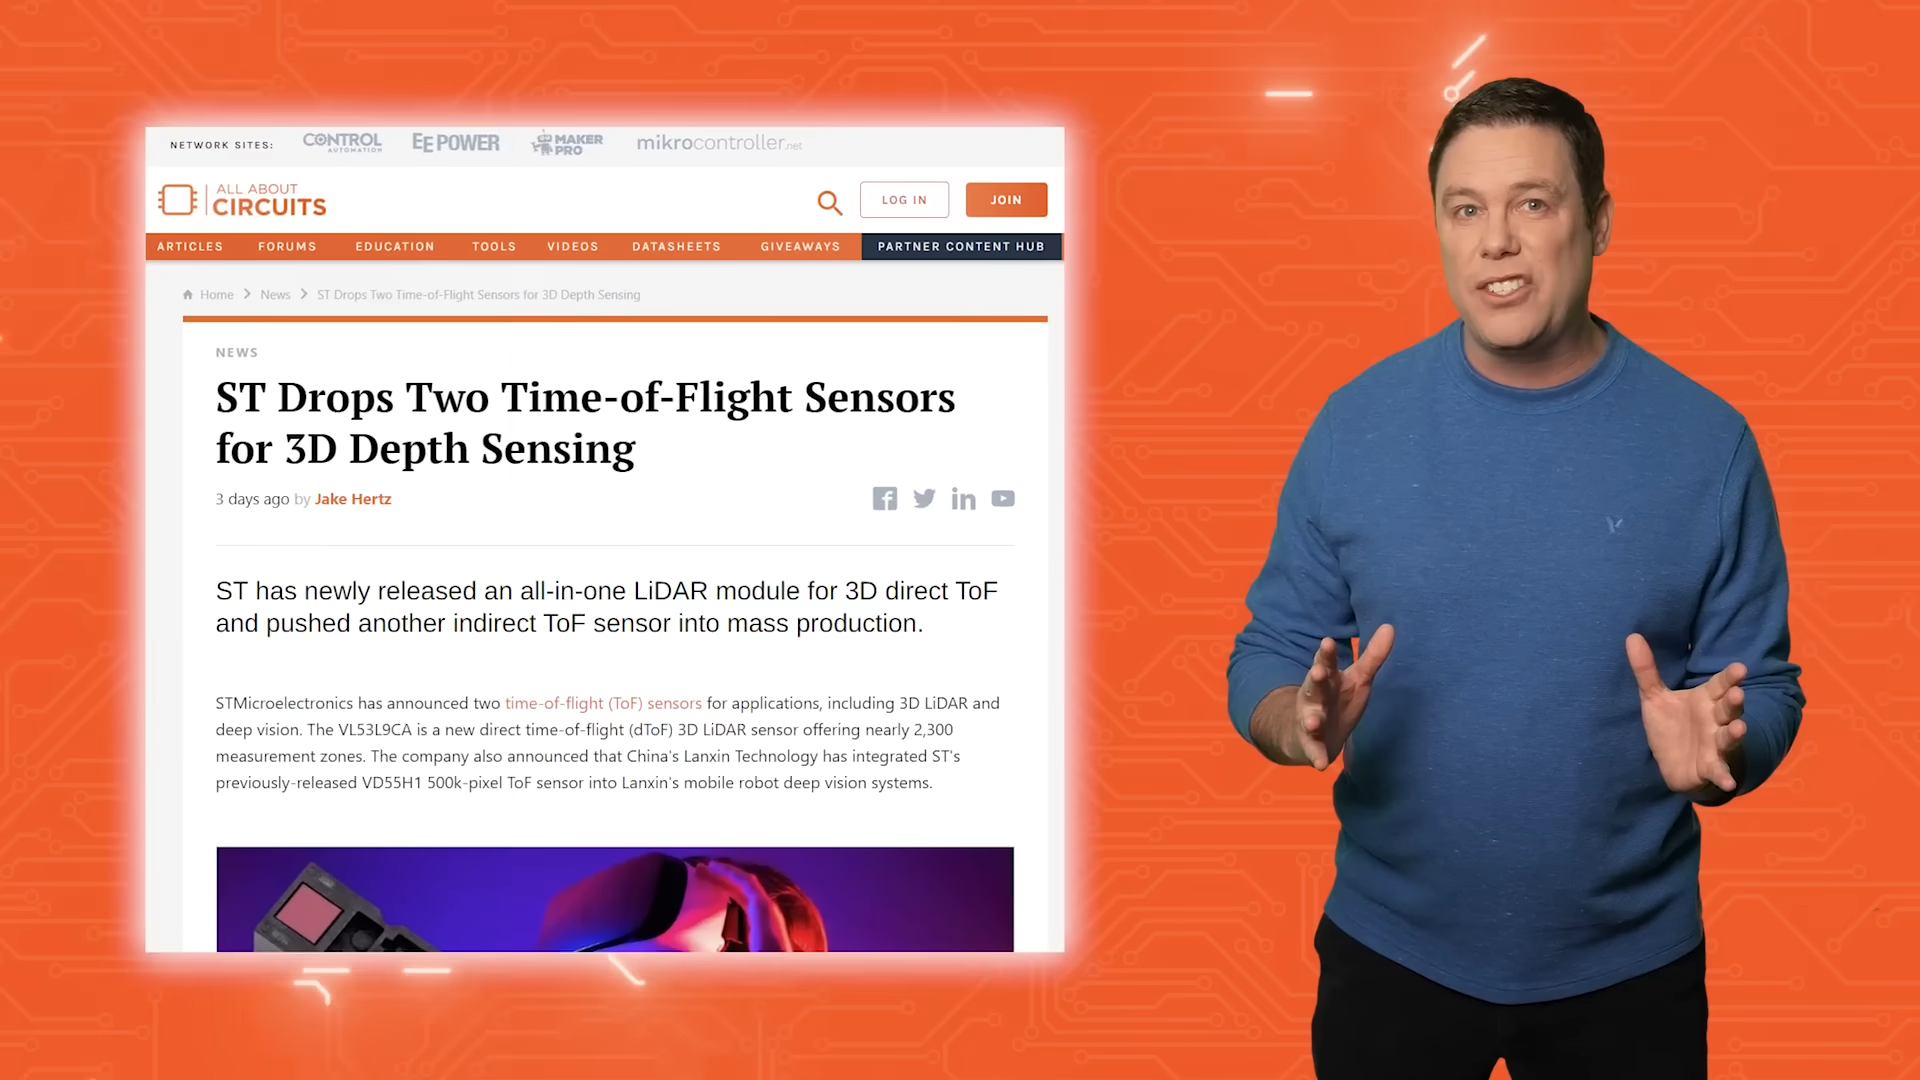 NETWORK SITES: CONTROL AUTOMATION EE POWER MAKER PRO mikrocontroller.net
ALL ABOUT CIRCUITS
LOG IN JOIN
ARTICLES FORUMS EDUCATION TOOLS VIDEOS DATASHEETS GIVEAWAYS PARTNER CONTENT HUB
Home > News > ST Drops Two Time-of-Flight Sensors for 3D Depth Sensing
NEWS
ST Drops Two Time-of-Flight Sensors
for 3D Depth Sensing
3 days ago by Jake Hertz
ST has newly released an all-in-one LiDAR module for 3D direct ToF
and pushed another indirect ToF sensor into mass production.
STMicroelectronics has announced two time-of-flight (ToF) sensors for applications, including 3D LiDAR and
deep vision. The VL53L9CA is a new direct time-of-flight (dToF) 3D LiDAR sensor offering nearly 2,300
measurement zones. The company also announced that China's Lanxin Technology has integrated ST's
previously-released VD55H1 500k-pixel ToF sensor into Lanxin's mobile robot deep vision systems.